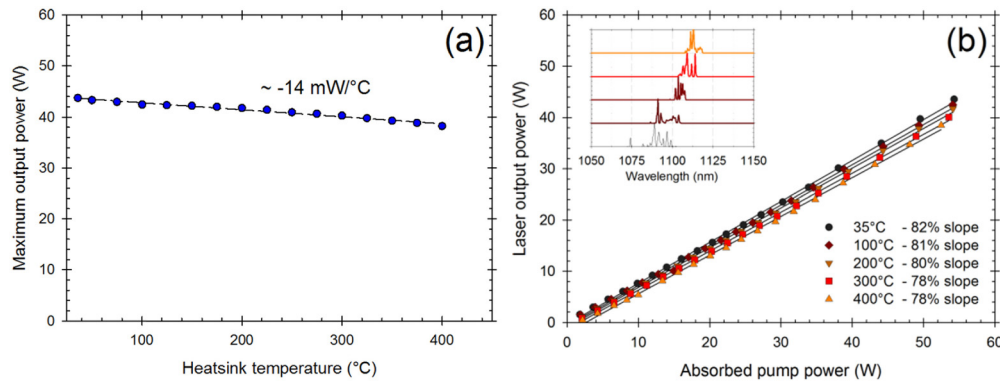 (a)
Maximum output power (W)
60
50
40
30
20
10
0
~ -14 mW/°C
0 100 200 300 400
Heatsink temperature (°C)
(b)
Laser output power (W)
60
50
40
30
20
10
0
1050 1075 1100 1125 1150
Wavelength (nm)
35°C - 82% slope
100°C - 81% slope
200°C - 80% slope
300°C - 78% slope
400°C - 78% slope
0 10 20 30 40 50 60
Absorbed pump power (W)